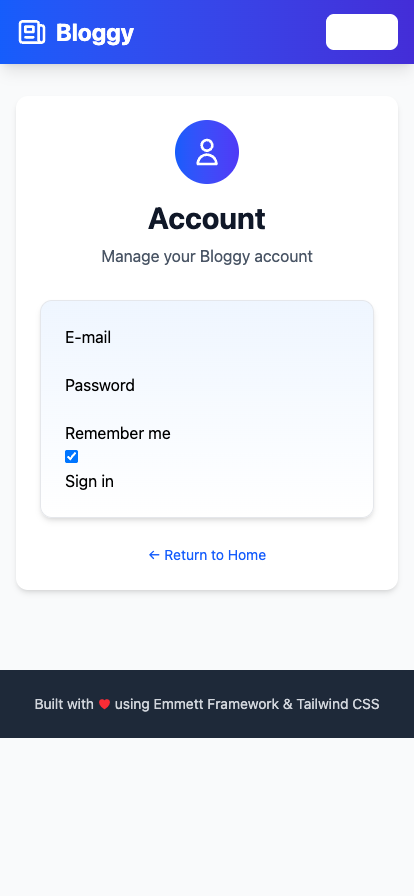 Bloggy
Account
Manage your Bloggy account
E-mail
Password
Remember me
Sign in
← Return to Home
Built with ❤ using Emmett Framework & Tailwind CSS